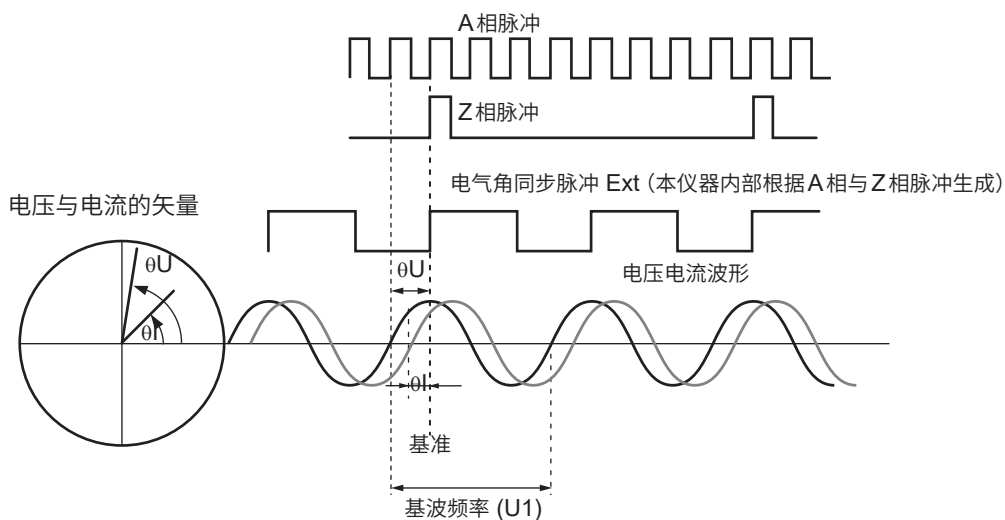 A相脉冲
Z相脉冲
电气角同步脉冲 Ext（本仪器内部根据A相与Z相脉冲生成）
电压与电流的矢量
电压电流波形
θU
θI
θU
θI
基准
基波频率 (U1)